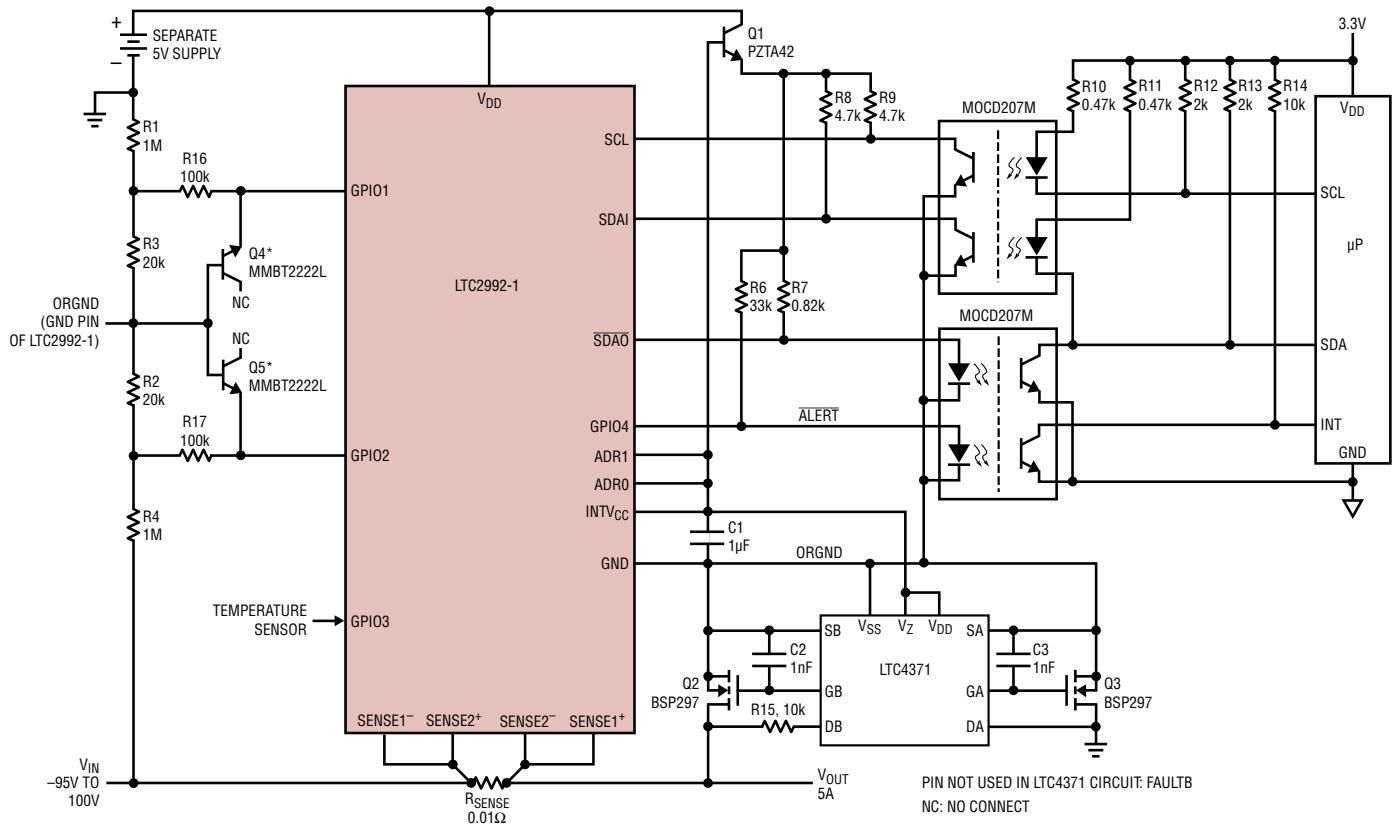 +
SEPARATE
5V SUPPLY
–
R1
1M
R16
100k
R3
20k
Q4*
MMBT2222L
NC
ORGND
(GND PIN
OF LTC2992-1)
NC
Q5*
MMBT2222L
R2
20k
R17
100k
R4
1M
TEMPERATURE
SENSOR
VDD
GPIO1
GPIO2
GPIO3
LTC2992-1
SCL
SDAI
SDAO
GPIO4
ADR1
ADR0
INTVCC
GND
SENSE1–
SENSE2+
SENSE2–
SENSE1+
VIN
–95V TO
100V
RSENSE
0.01Ω
VOUT
5A
Q1
PZTA42
R8
4.7k
R9
4.7k
R6
33k
R7
0.82k
ALERT
C1
1µF
ORGND
MOCD207M
MOCD207M
R10
0.47k
R11
0.47k
R12
2k
R13
2k
R14
10k
3.3V
VDD
SCL
µP
SDA
INT
GND
Q2
BSP297
C2
1nF
R15, 10k
SB
GB
DB
VSS
VZ
VDD
LTC4371
SA
GA
DA
C3
1nF
Q3
BSP297
PIN NOT USED IN LTC4371 CIRCUIT: FAULTB
NC: NO CONNECT